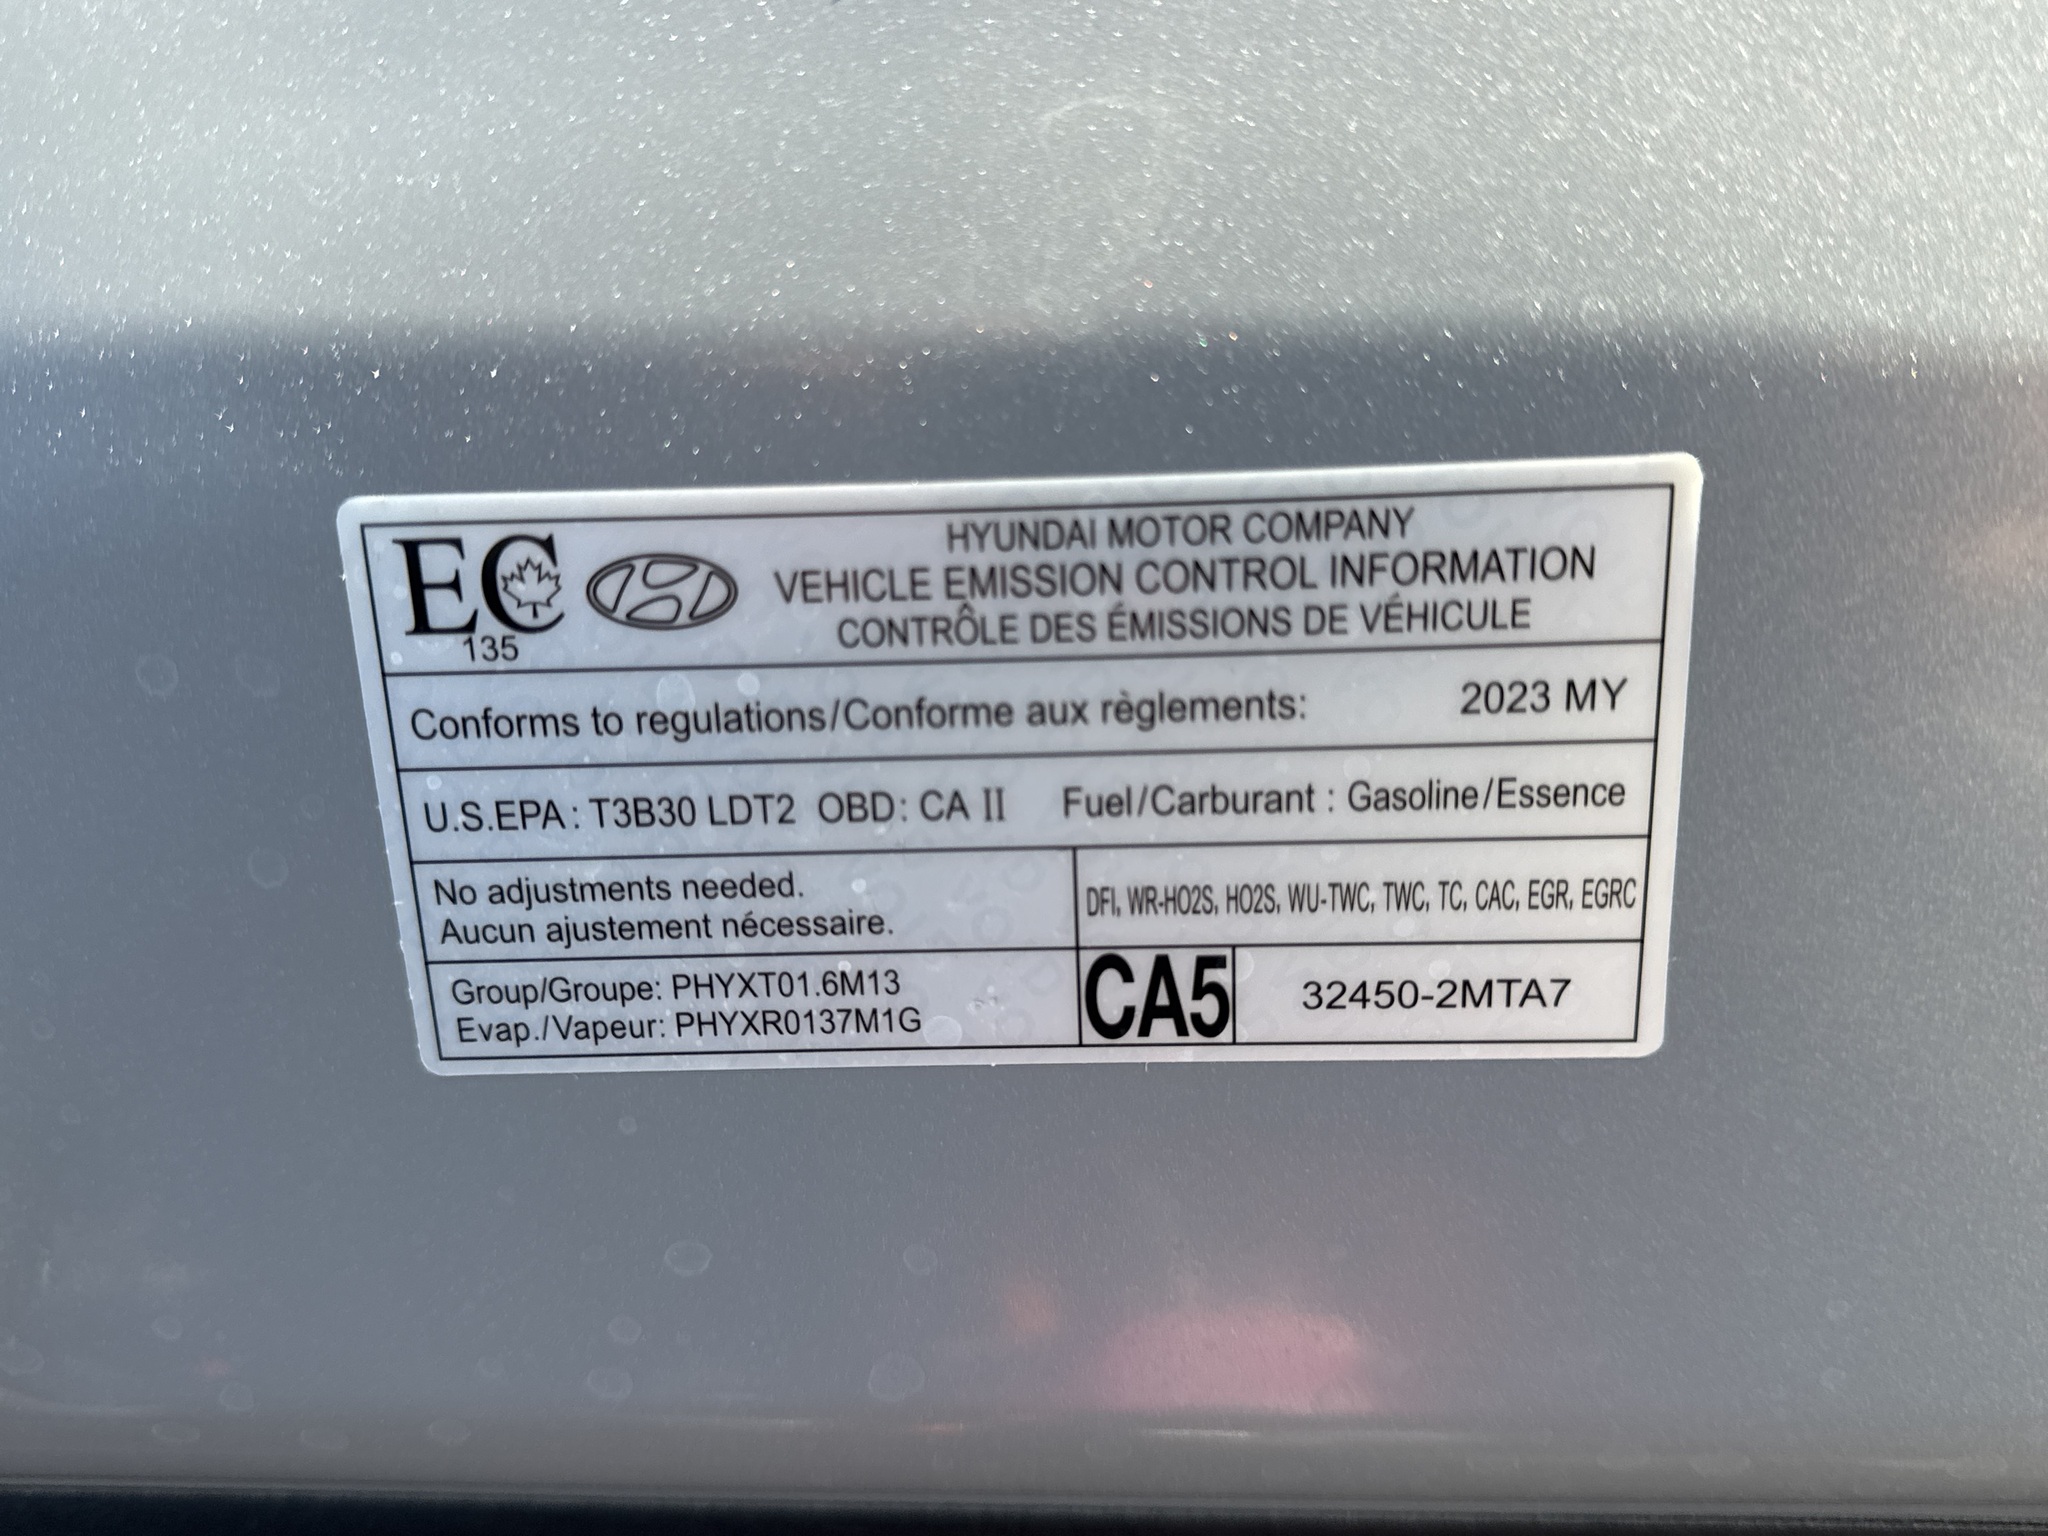 EC
135
HYUNDAI MOTOR COMPANY
VEHICLE EMISSION CONTROL INFORMATION
CONTRÔLE DES ÉMISSIONS DE VÉHICULE
Conforms to regulations/Conforme aux règlements: 2023 MY
U.S.EPA : T3B30 LDT2 OBD: CA II Fuel/Carburant : Gasoline/Essence
No adjustments needed.
Aucun ajustement nécessaire.
DFI, WR-HO2S, HO2S, WU-TWC, TWC, TC, CAC, EGR, EGRC
Group/Groupe: PHYXT01.6M13
Evap./Vapeur: PHYXR0137M1G
CA5
32450-2MTA7